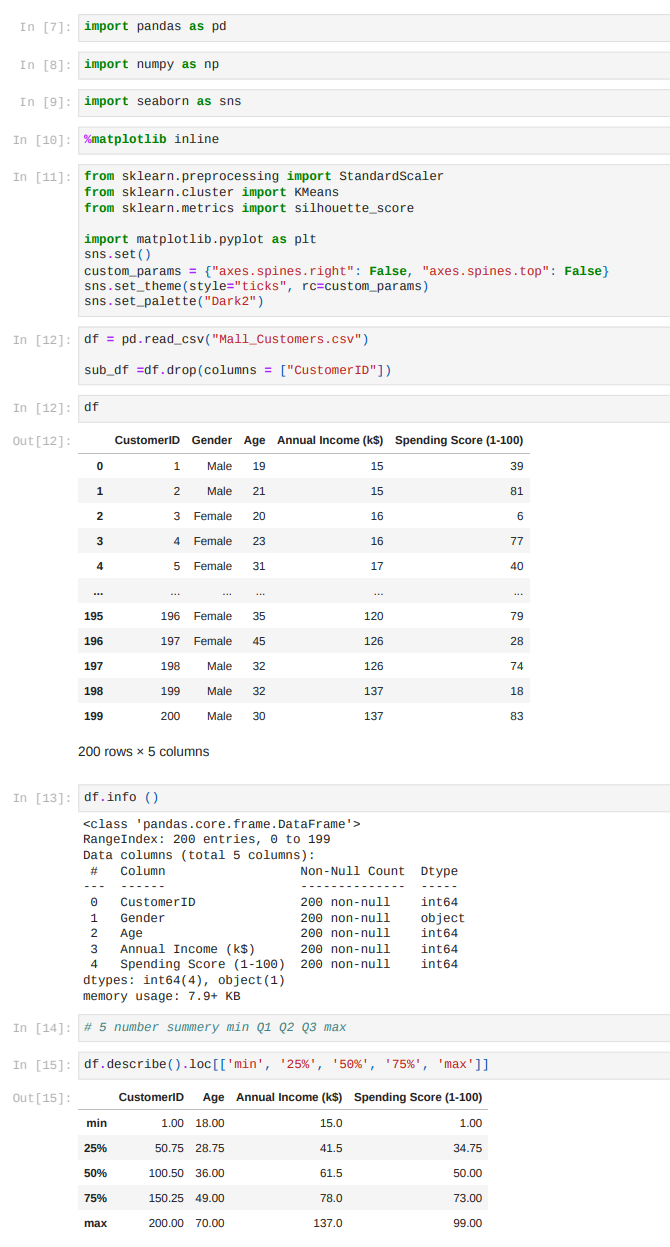 In [7]: import pandas as pd
In [8]: import numpy as np
In [9]: import seaborn as sns
In [10]: %matplotlib inline
In [11]: from sklearn.preprocessing import StandardScaler
from sklearn.cluster import KMeans
from sklearn.metrics import silhouette_score
import matplotlib.pyplot as plt
sns.set()
custom_params = {"axes.spines.right": False, "axes.spines.top": False}
sns.set_theme(style="ticks", rc=custom_params)
sns.set_palette("Dark2")
In [12]: df = pd.read_csv("Mall_Customers.csv")
sub_df =df.drop(columns = ["CustomerID"])
In [12]: df
Out[12]: CustomerID Gender Age Annual Income (k$) Spending Score (1-100)
0 1 Male 19 15 39
1 2 Male 21 15 81
2 3 Female 20 16 6
3 4 Female 23 16 77
4 5 Female 31 17 40
... ... ... ... ... ...
195 196 Female 35 120 79
196 197 Female 45 126 28
197 198 Male 32 126 74
198 199 Male 32 137 18
199 200 Male 30 137 83
200 rows × 5 columns
In [13]: df.info ()
<class 'pandas.core.frame.DataFrame'>
RangeIndex: 200 entries, 0 to 199
Data columns (total 5 columns):
# Column Non-Null Count Dtype
--- ------ -------------- -----
0 CustomerID 200 non-null int64
1 Gender 200 non-null object
2 Age 200 non-null int64
3 Annual Income (k$) 200 non-null int64
4 Spending Score (1-100) 200 non-null int64
dtypes: int64(4), object(1)
memory usage: 7.9+ KB
In [14]: # 5 number summery min Q1 Q2 Q3 max
In [15]: df.describe().loc[['min', '25%', '50%', '75%', 'max']]
Out[15]: CustomerID Age Annual Income (k$) Spending Score (1-100)
min 1.00 18.00 15.0 1.00
25% 50.75 28.75 41.5 34.75
50% 100.50 36.00 61.5 50.00
75% 150.25 49.00 78.0 73.00
max 200.00 70.00 137.0 99.00